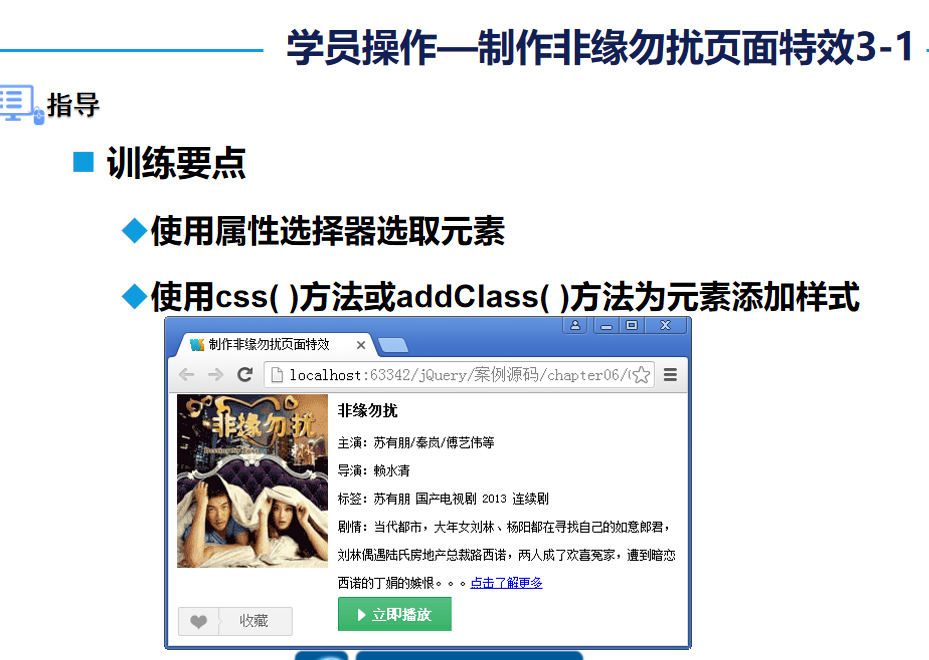 学员操作—制作非缘勿扰页面特效3-1
指导
训练要点
使用属性选择器选取元素
使用css( )方法或addClass( )方法为元素添加样式
制作非缘勿扰页面特效
localhost:63342/jQuery/案例源码/chapter06/
非缘勿扰
非缘勿扰
主演：苏有朋/秦岚/傅艺伟等
导演：赖水清
标签：苏有朋 国产电视剧 2013 连续剧
剧情：当代都市，大年女刘林、杨阳都在寻找自己的如意郎君，
刘林偶遇陆氏房地产总裁路西诺，两人成了欢喜冤家，遭到暗恋
西诺的丁娟的嫉恨。。。点击了解更多
收藏
立即播放